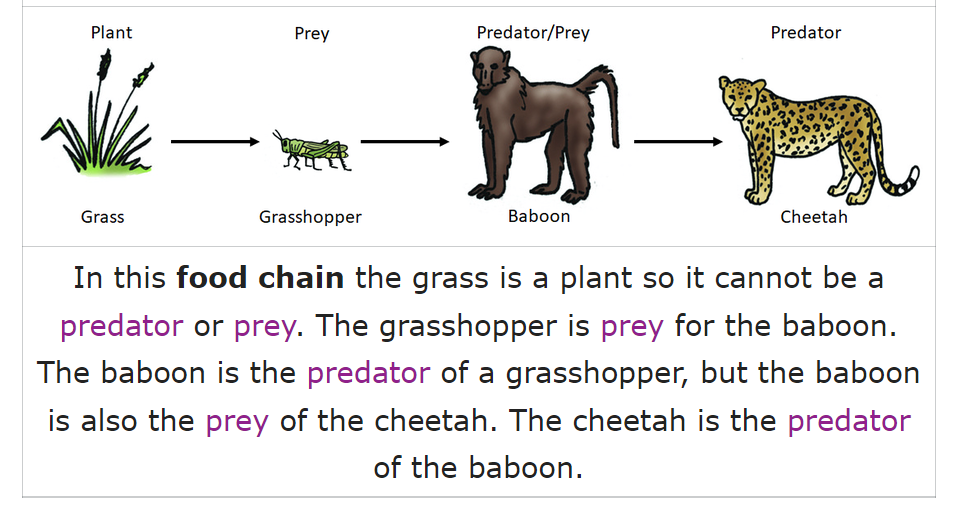 Plant Prey Predator/Prey Predator
Grass Grasshopper Baboon Cheetah
In this food chain the grass is a plant so it cannot be a
predator or prey. The grasshopper is prey for the baboon.
The baboon is the predator of a grasshopper, but the baboon
is also the prey of the cheetah. The cheetah is the predator
of the baboon.